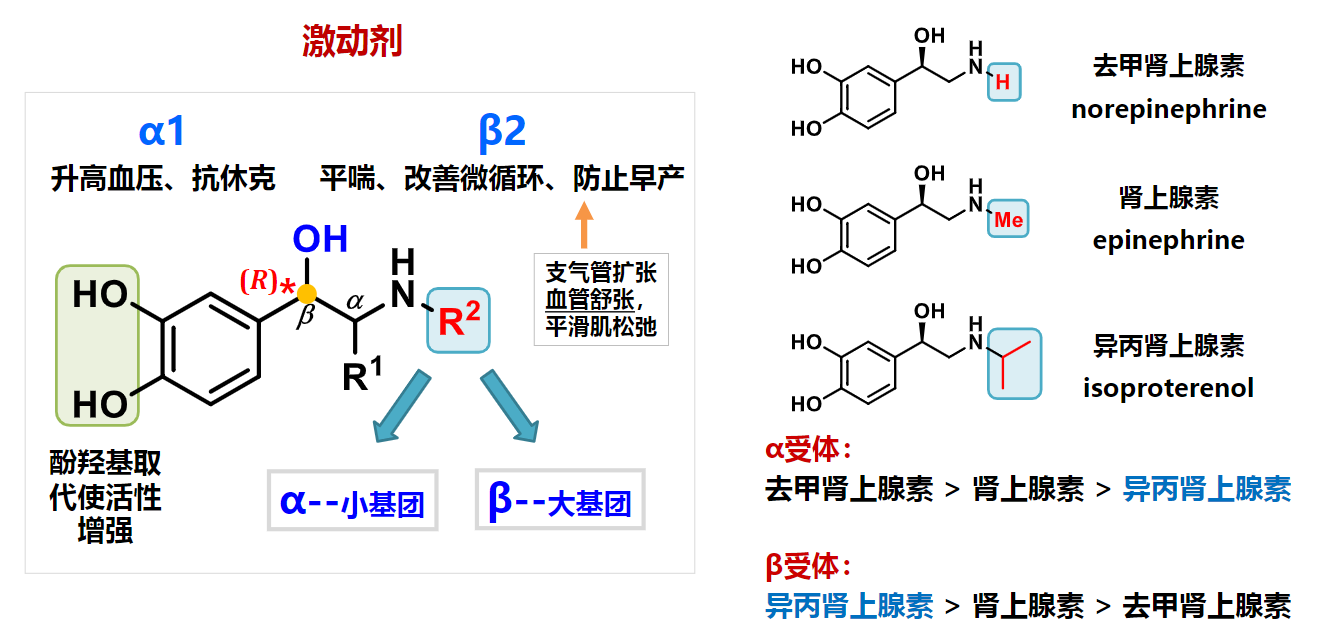 激动剂
α1
升高血压、抗休克
β2
平喘、改善微循环、防止早产
支气管扩张
血管舒张，
平滑肌松弛
OH
(R)*
β
α
H
N
R²
R¹
HO
HO
酚羟基取
代使活性
增强
α--小基团
β--大基团
OH
H
N
H
HO
HO
去甲肾上腺素
norepinephrine
OH
H
N
Me
HO
HO
肾上腺素
epinephrine
OH
H
N
HO
HO
异丙肾上腺素
isoproterenol
α受体：
去甲肾上腺素 > 肾上腺素 > 异丙肾上腺素
β受体：
异丙肾上腺素 > 肾上腺素 > 去甲肾上腺素